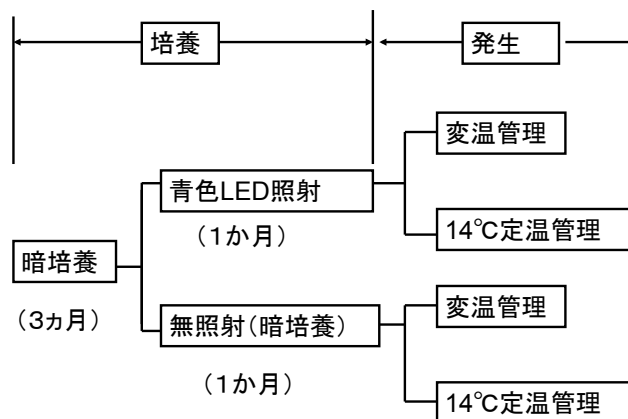 培養
発生
変温管理
青色LED照射
(1か月)
14℃定温管理
暗培養
(3ヵ月)
変温管理
無照射(暗培養)
(1か月)
14℃定温管理